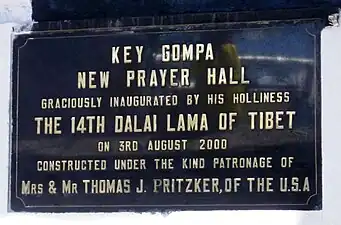 KEY GOMPA
NEW PRAYER HALL
GRACIOUSLY INAUGURATED BY HIS HOLLINESS
THE 14TH DALAI LAMA OF TIBET
ON 3RD AUGUST 2000
CONSTRUCTED UNDER THE KIND PATRONAGE OF
MRS & MR THOMAS J. PRITZKER, OF THE U.S.A